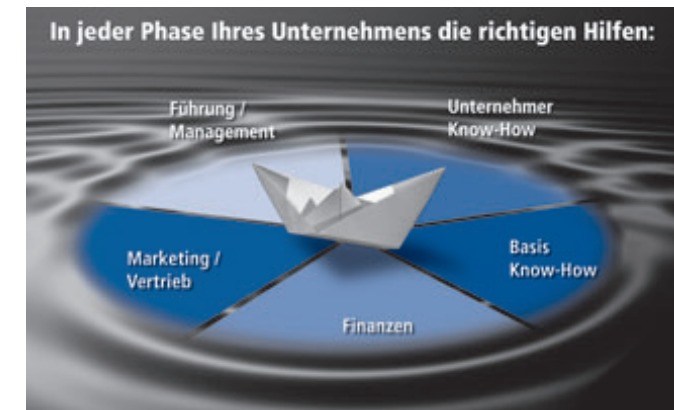 In jeder Phase Ihres Unternehmens die richtigen Hilfen:
Führung /
Management
Unternehmer
Know-How
Marketing /
Vertrieb
Basis
Know-How
Finanzen